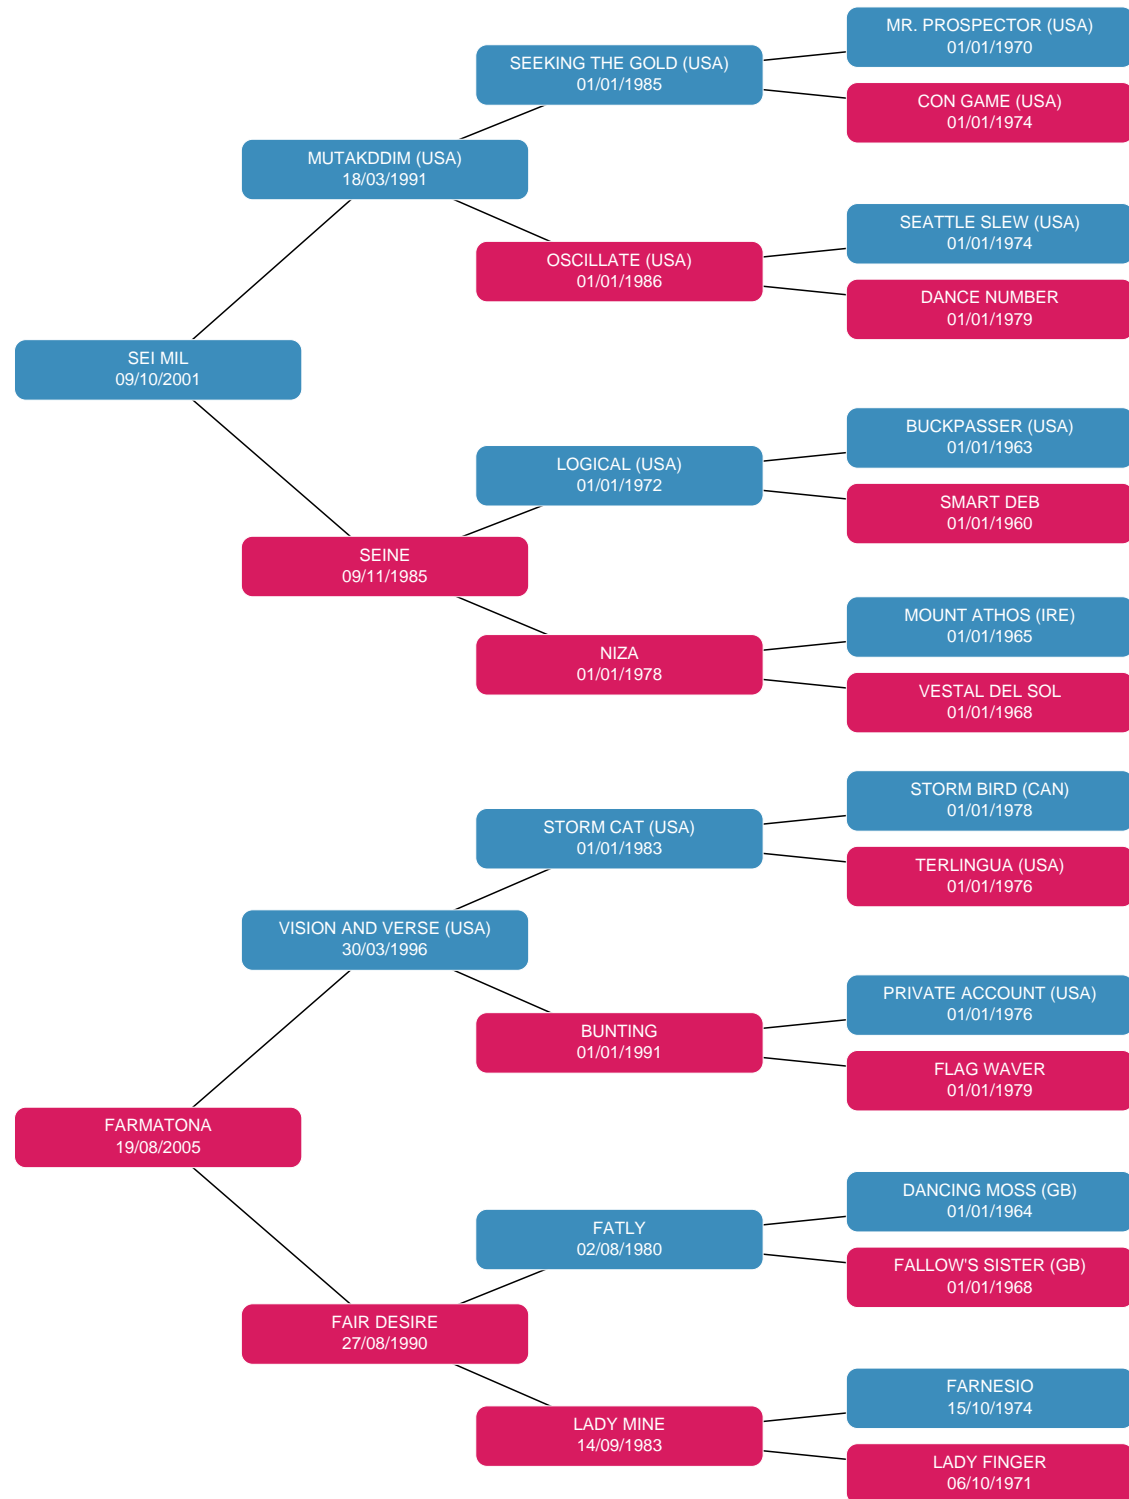 MR. PROSPECTOR (USA)
01/01/1970
SEEKING THE GOLD (USA)
01/01/1985
CON GAME (USA)
01/01/1974
MUTAKDDIM (USA)
18/03/1991
SEATTLE SLEW (USA)
01/01/1974
OSCILLATE (USA)
01/01/1986
DANCE NUMBER
01/01/1979
SEI MIL
09/10/2001
BUCKPASSER (USA)
01/01/1963
LOGICAL (USA)
01/01/1972
SMART DEB
01/01/1960
SEINE
09/11/1985
MOUNT ATHOS (IRE)
01/01/1965
NIZA
01/01/1978
VESTAL DEL SOL
01/01/1968
STORM BIRD (CAN)
01/01/1978
STORM CAT (USA)
01/01/1983
TERLINGUA (USA)
01/01/1976
VISION AND VERSE (USA)
30/03/1996
PRIVATE ACCOUNT (USA)
01/01/1976
BUNTING
01/01/1991
FLAG WAVER
01/01/1979
FARMATONA
19/08/2005
DANCING MOSS (GB)
01/01/1964
FATLY
02/08/1980
FALLOW'S SISTER (GB)
01/01/1968
FAIR DESIRE
27/08/1990
FARNESIO
15/10/1974
LADY MINE
14/09/1983
LADY FINGER
06/10/1971